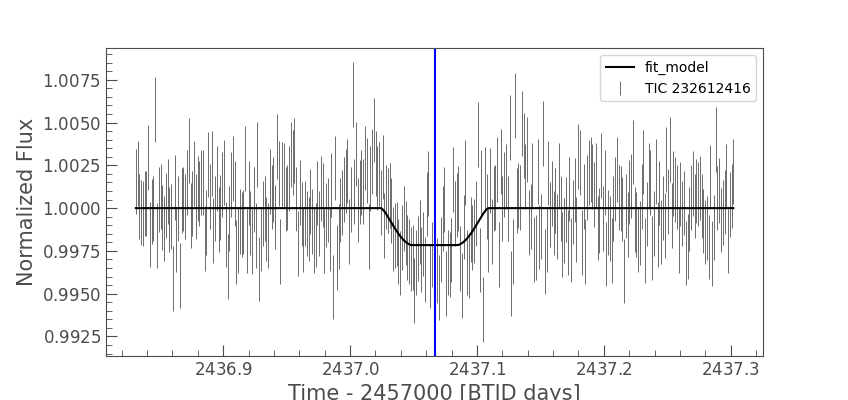 fit_model
TIC 232612416
1.0075
1.0050
1.0025
1.0000
0.9975
0.9950
0.9925
Normalized Flux
2436.9 2437.0 2437.1 2437.2 2437.3
Time - 2457000 [BTJD days]